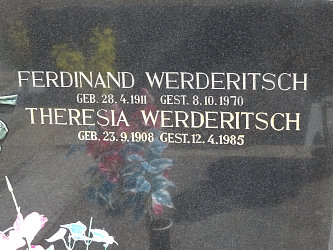 FERDINAND WERDERITSCH
GEB. 28.4.1911 GEST. 8.10.1970
THERESIA WERDERITSCH
GEB. 23.9.1908 GEST. 12.4.1985